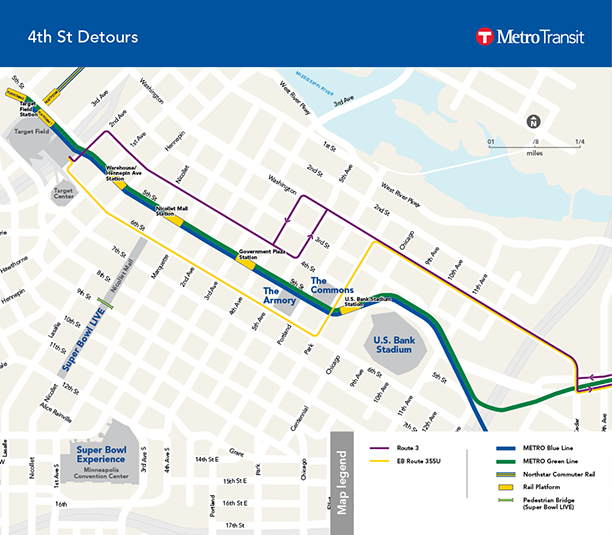 4th St Detours
T MetroTransit
MISSISSIPPI RIVER
5th St
Target
Field
Station
Target Field
Target
Center
3rd Ave
Washington
2nd Ave
1st Ave
Hennepin
Nicollet
West River Pkwy
3rd Ave
1st St
2nd St
5th Ave
Washington
West River Pkwy
2nd St
Chicago
9th Ave
10th Ave
11th Ave
N
01 /8 1/4
miles
Warehouse/
Hennepin Ave
Station
5th St
Nicollet Mall
Station
6th St
Government Plaza
Station
3rd St
4th St
5th St
The
Commons
The
Armory
U.S. Bank Stadium
Station
U.S. Bank
Stadium
7th St
8th St
9th St
Nicollet Mall
Marquette
2nd Ave
3rd Ave
4th Ave
5th Ave
Portland
Park
Chicago
9th Ave
10th Ave
11th Ave
12th Ave
5th St
6th St
7th St
Hawthorne
Hennepin
Lasalle
10th St
11th St
12th St
Super Bowl LIVE
Nicollet
Alice Rainville
Centennial
Super Bowl
Experience
Minneapolis
Convention Center
W
Lasalle
Nicollet
1st Ave S
16th
3rd Ave S
4th Ave S
Grant
14th St E
15th St E
16th St E
17th St
Portland
Park
Chicago
Map legend
Route 3
EB Route 355U
METRO Blue Line
METRO Green Line
Northstar Commuter Rail
Rail Platform
Pedestrian Bridge
(Super Bowl LIVE)